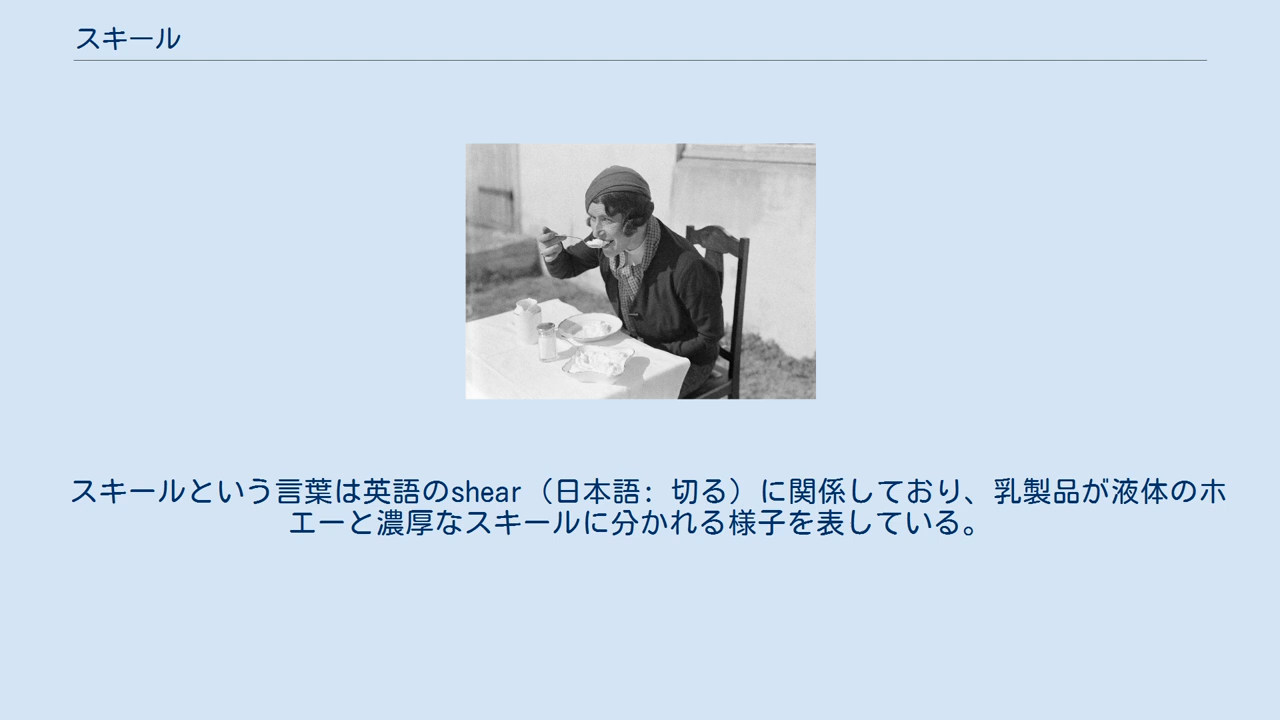 スキール
スキールという言葉は英語のshear（日本語: 切る）に関係しており、乳製品が液体のホ
エーと濃厚なスキールに分かれる様子を表している。